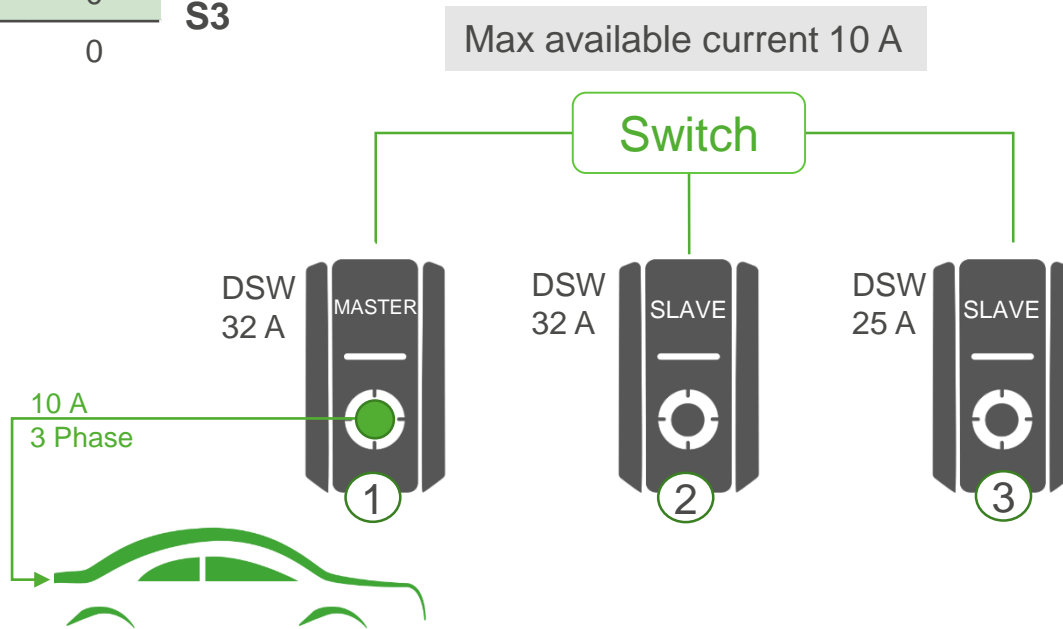 S3
0
Max available current 10 A
Switch
DSW
32 A
MASTER
DSW
32 A
SLAVE
DSW
25 A
SLAVE
10 A
3 Phase
1
2
3